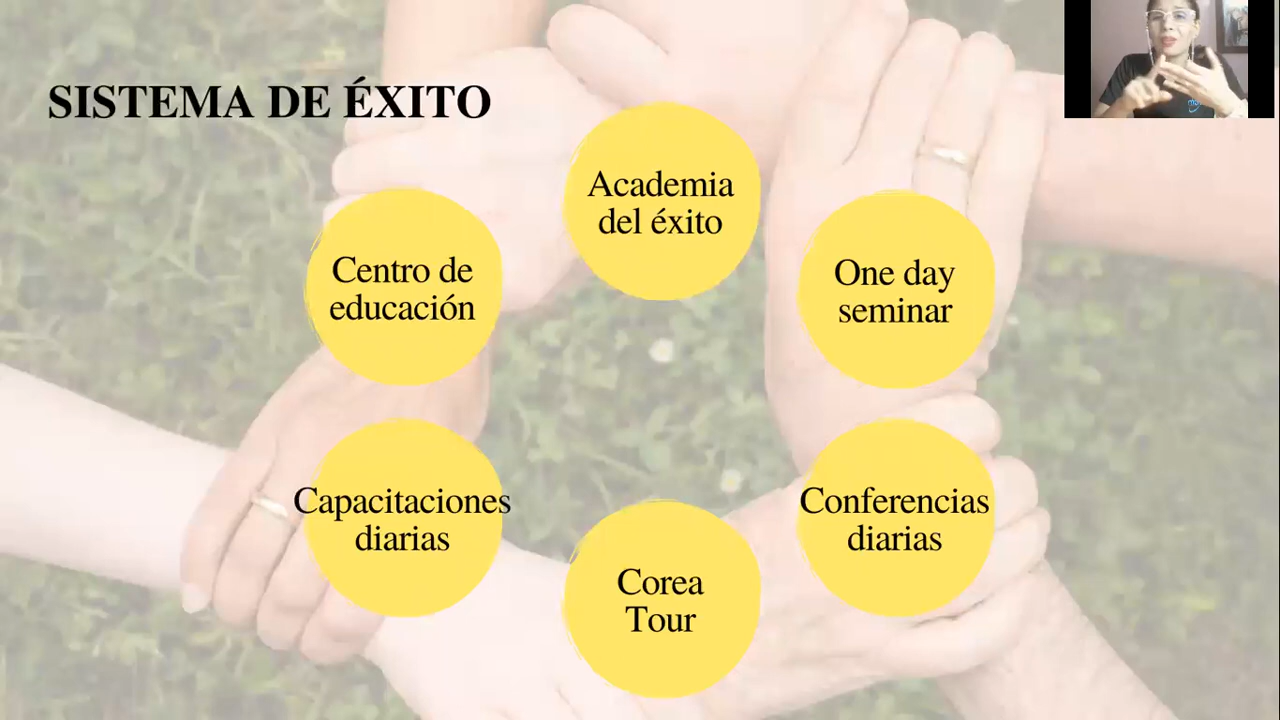 SISTEMA DE ÉXITO
Academia
del éxito
Centro de
educación
One day
seminar
Capacitaciones
diarias
Conferencias
diarias
Corea
Tour